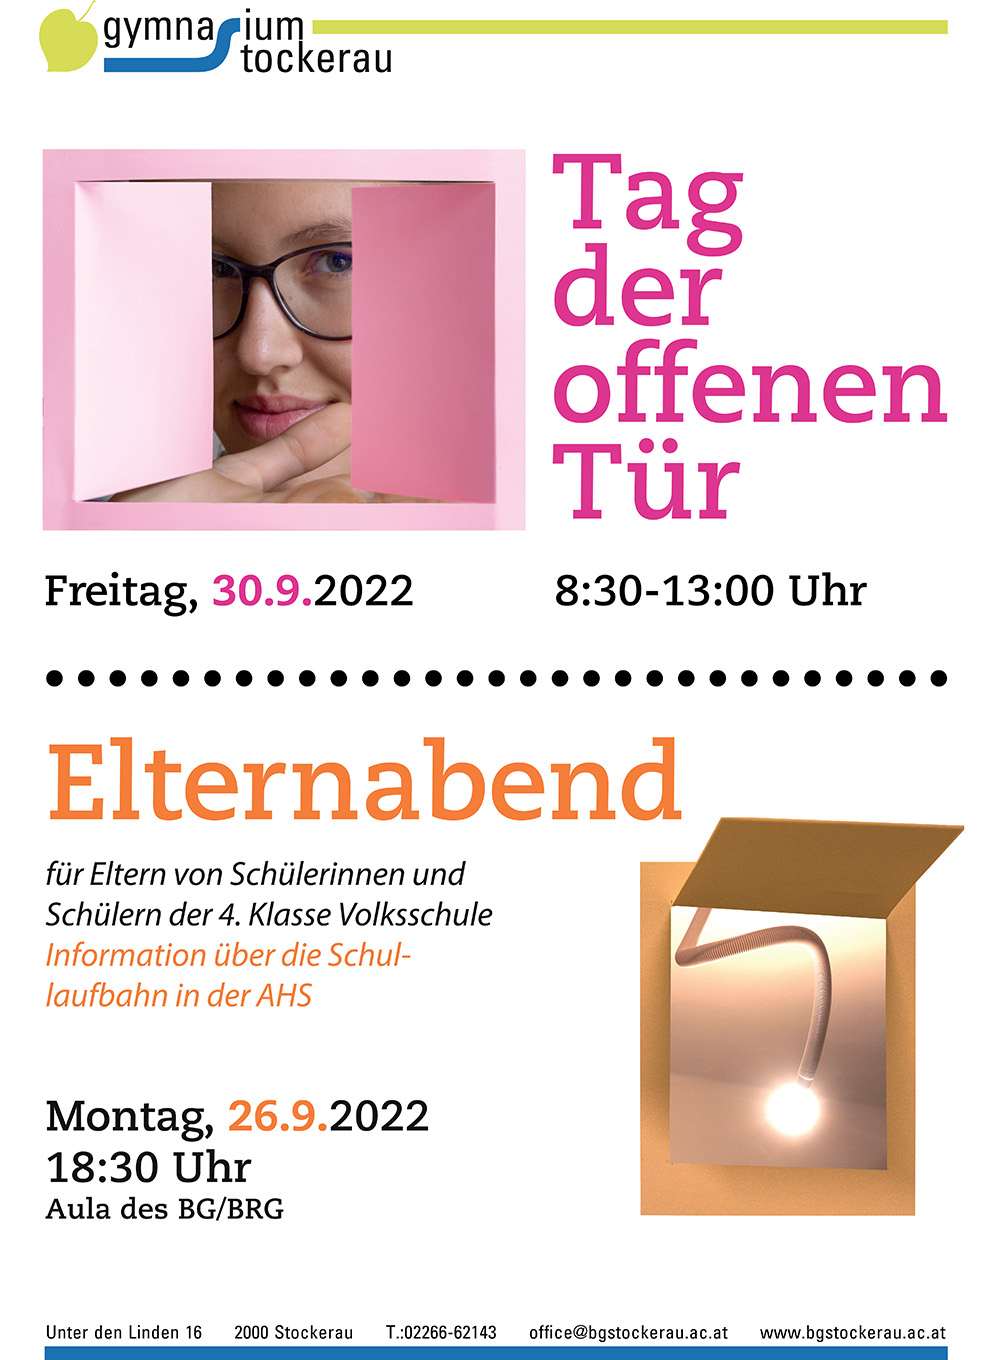 gymnasium
stockerau
Tag
der
offenen
Tür
Freitag, 30.9.2022
8:30-13:00 Uhr
Elternabend
für Eltern von Schülerinnen und
Schülern der 4. Klasse Volksschule
Information über die Schul-
laufbahn in der AHS
Montag, 26.9.2022
18:30 Uhr
Aula des BG/BRG
Unter den Linden 16 2000 Stockerau T.:02266-62143 office@bgstockerau.ac.at www.bgstockerau.ac.at